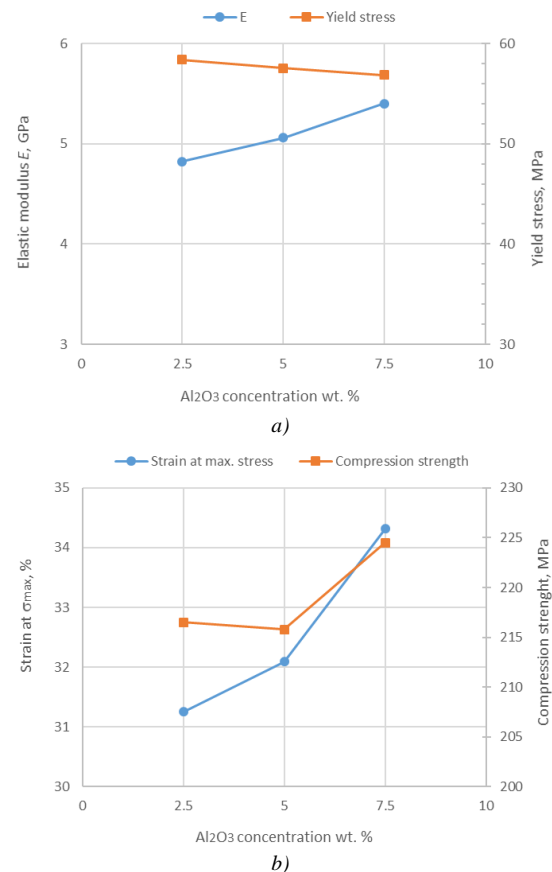 E Yield stress
6
5
4
3
Elastic modulus E, GPa
60
50
40
30
Yield stress, MPa
0 2.5 5 7.5 10
Al2O3 concentration wt. %
a)
Strain at max. stress Compression strength
35
34
33
32
31
30
Strain at σmax, %
230
225
220
215
210
205
200
Compression strenght, MPa
0 2.5 5 7.5 10
Al2O3 concentration wt. %
b)